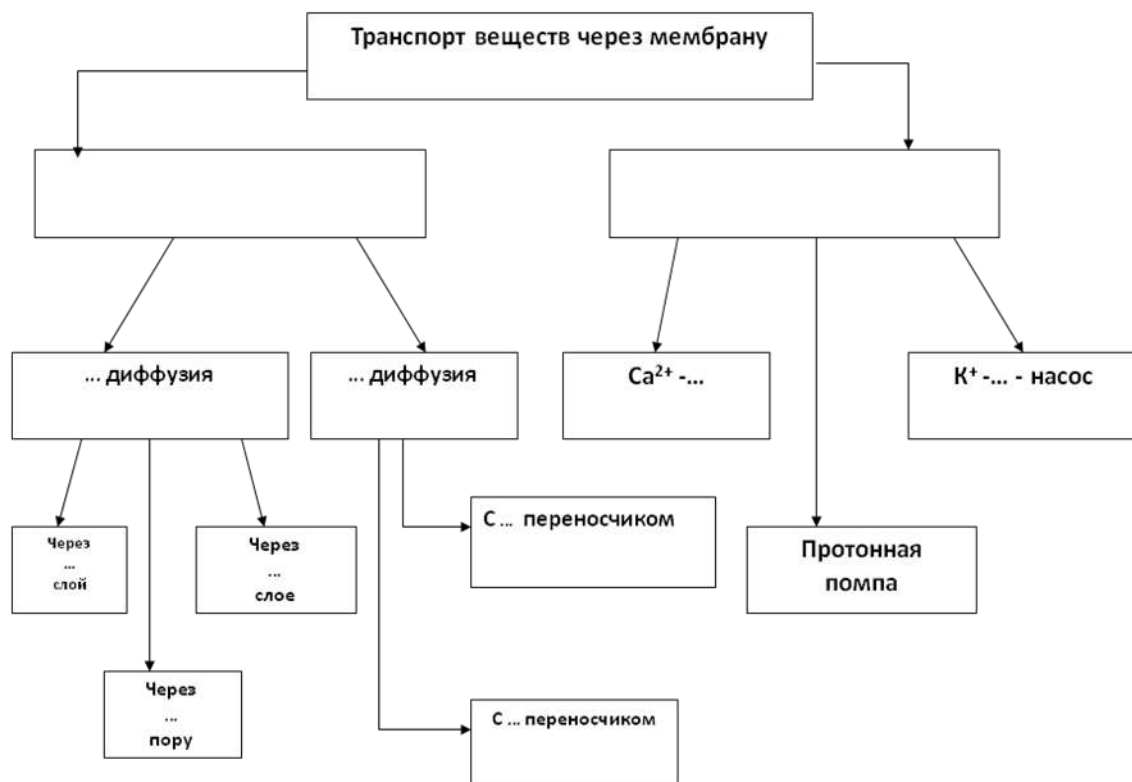 Транспорт веществ через мембрану
... диффузия
... диффузия
Ca²⁺ -...
К⁺ -... - насос
Через
...
слой
Через
...
слое
С ... переносчиком
Протонная
помпа
Через
...
пору
С ... переносчиком